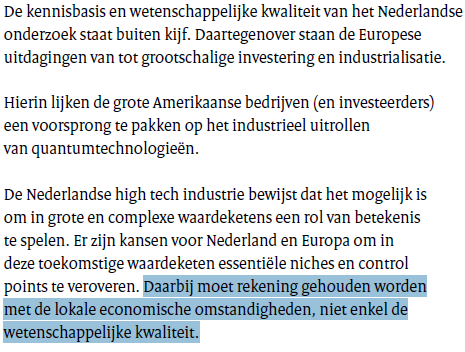 De kennisbasis en wetenschappelijke kwaliteit van het Nederlandse
onderzoek staat buiten kijf. Daartegenover staan de Europese
uitdagingen van tot grootschalige investering en industrialisatie.
Hierin lijken de grote Amerikaanse bedrijven (en investeerders)
een voorsprong te pakken op het industrieel uitrollen
van quantumtechnologieën.
De Nederlandse high tech industrie bewijst dat het mogelijk is
om in grote en complexe waardeketens een rol van betekenis
te spelen. Er zijn kansen voor Nederland en Europa om in
deze toekomstige waardeketen essentiële niches en control
points te veroveren. Daarbij moet rekening gehouden worden
met de lokale economische omstandigheden, niet enkel de
wetenschappelijke kwaliteit.